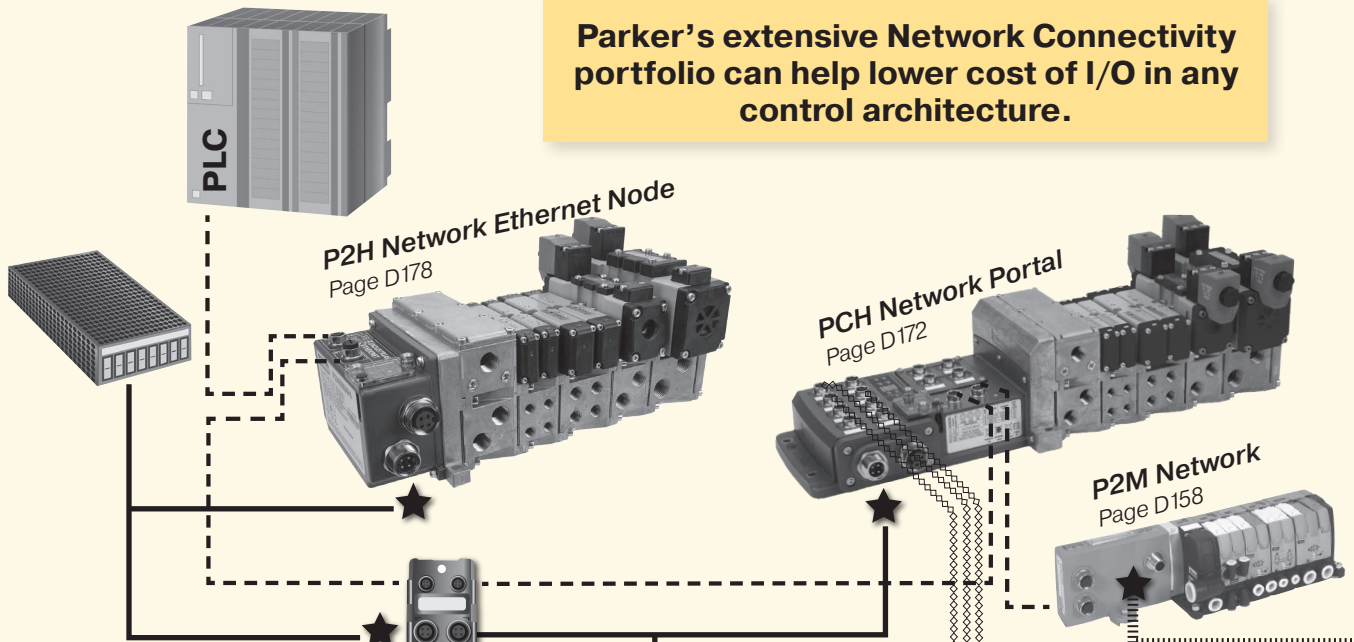 Parker's extensive Network Connectivity
portfolio can help lower cost of I/O in any
control architecture.
PLC
P2H Network Ethernet Node
Page D178
PCH Network Portal
Page D172
P2M Network
Page D158